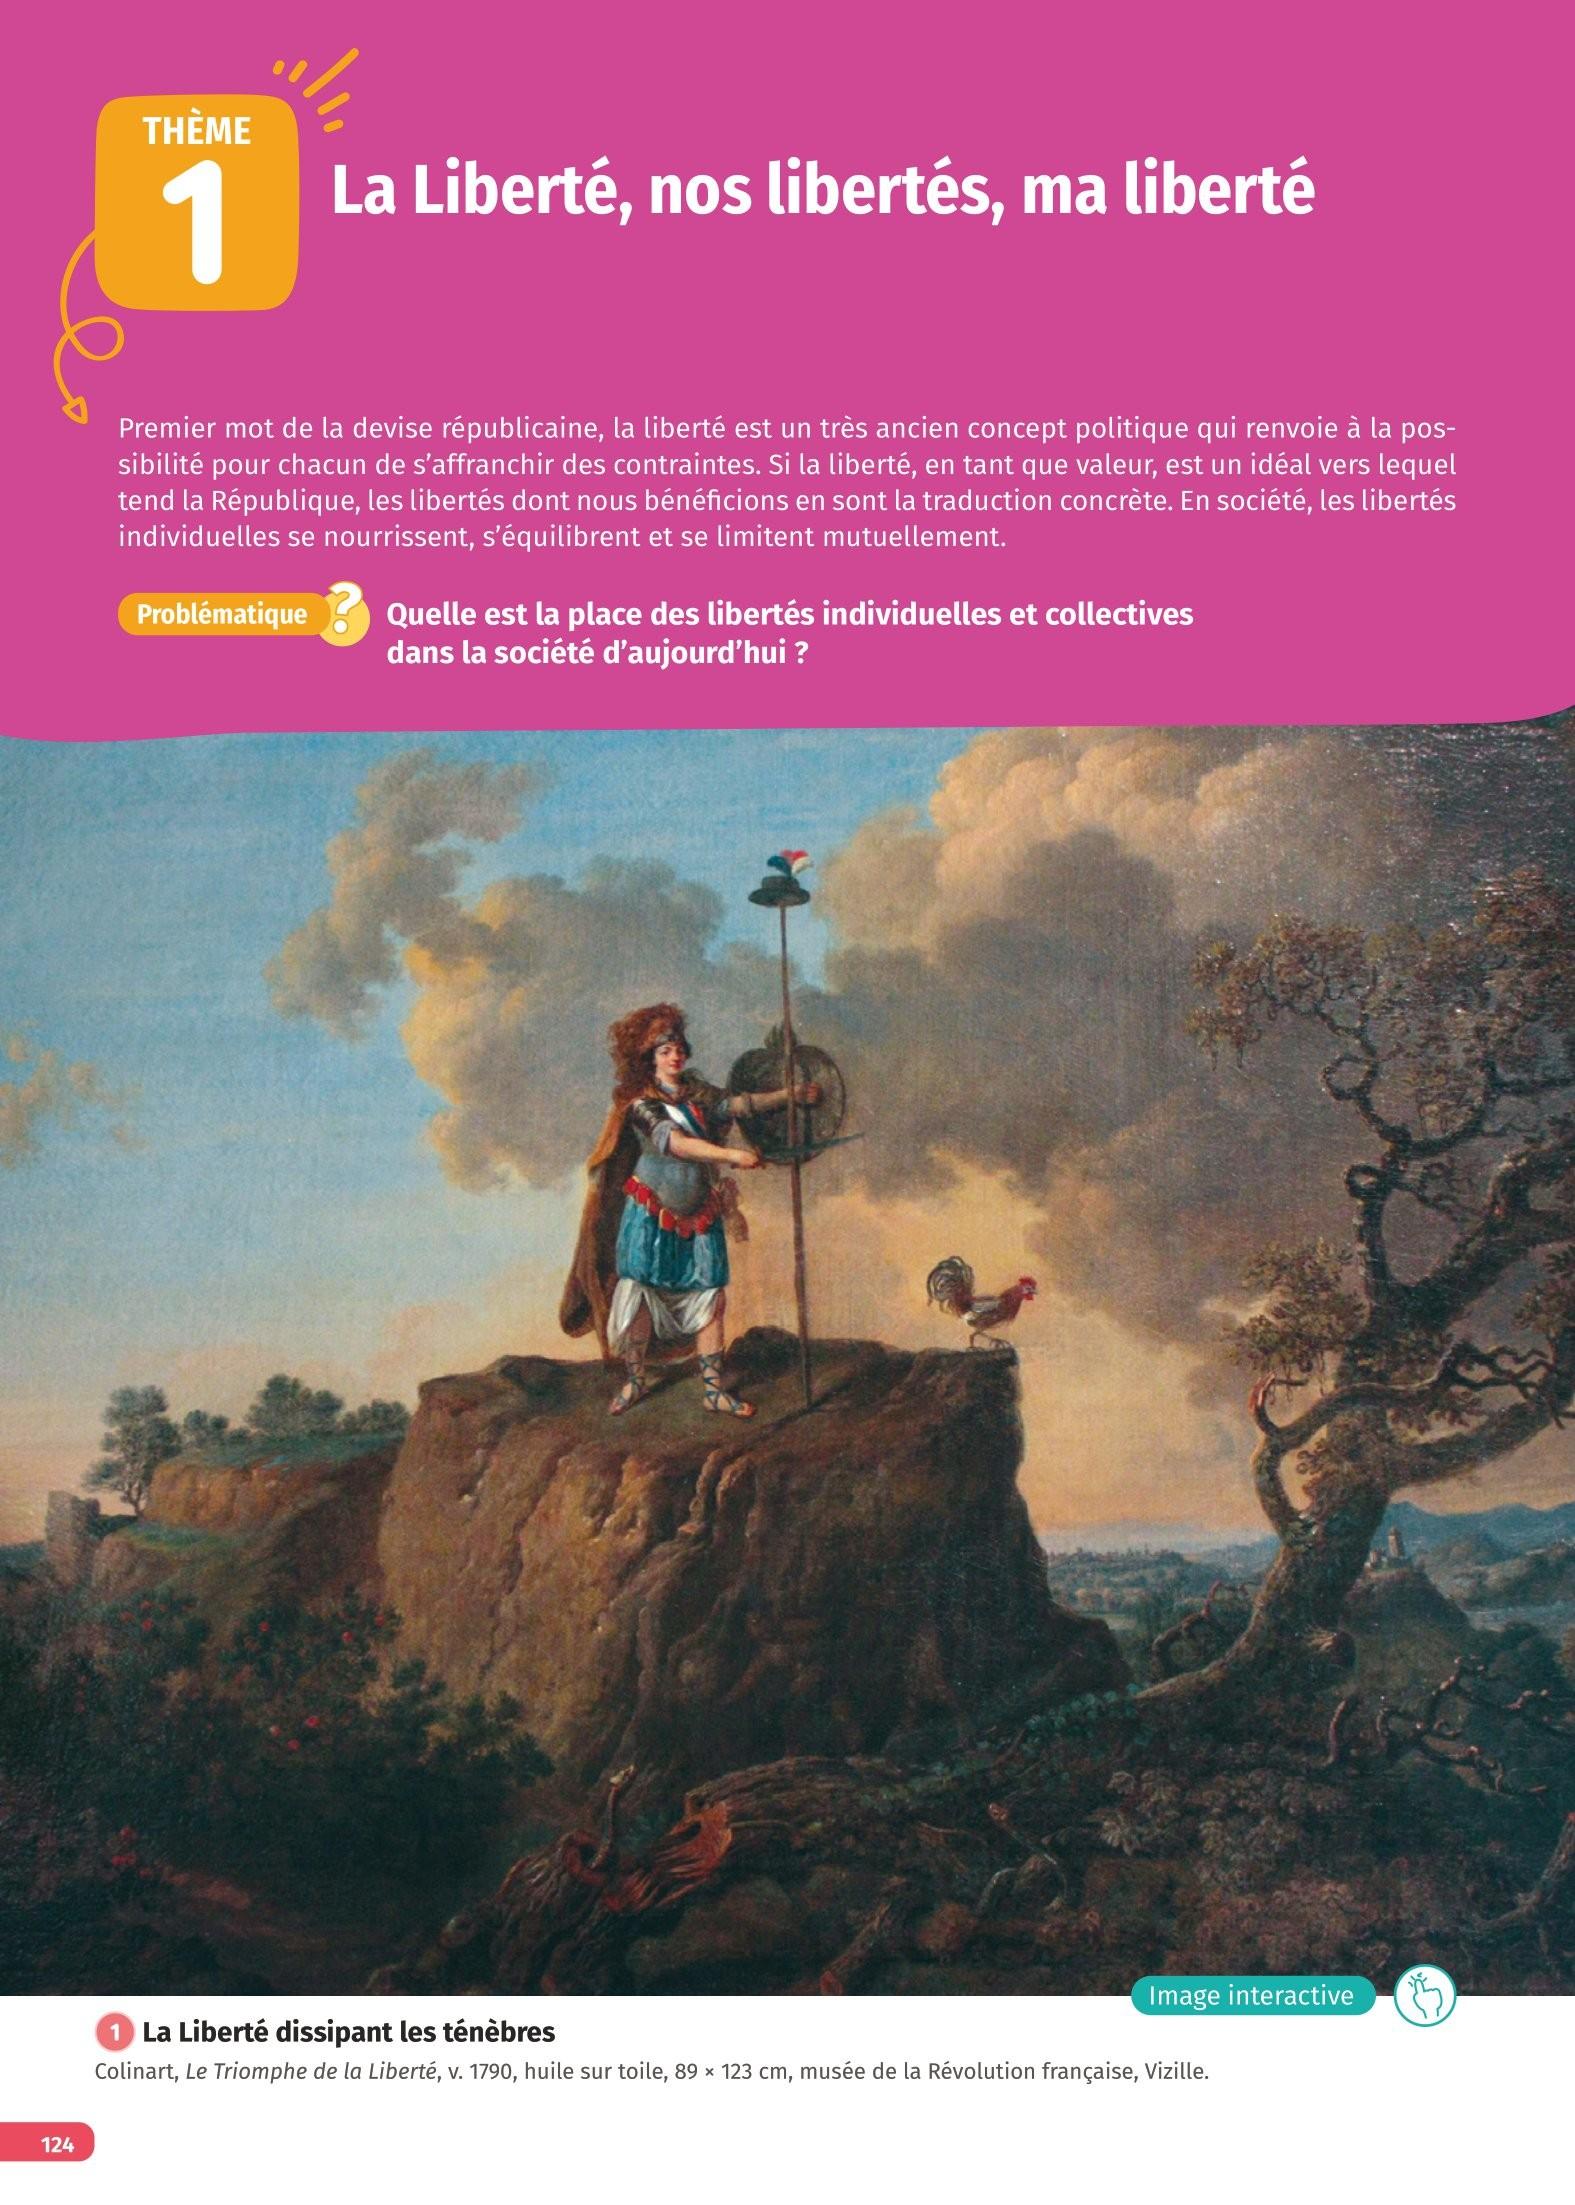 THÈME
1
La Liberté, nos libertés, ma liberté
Premier mot de la devise républicaine, la liberté est un très ancien concept politique qui renvoie à la pos-
sibilité pour chacun de s’affranchir des contraintes. Si la liberté, en tant que valeur, est un idéal vers lequel
tend la République, les libertés dont nous bénéficions en sont la traduction concrète. En société, les libertés
individuelles se nourrissent, s’équilibrent et se limitent mutuellement.
Problématique ? Quelle est la place des libertés individuelles et collectives
dans la société d’aujourd’hui ?
Image interactive
1 La Liberté dissipant les ténèbres
Colinart, Le Triomphe de la Liberté, v. 1790, huile sur toile, 89 × 123 cm, musée de la Révolution française, Vizille.
124